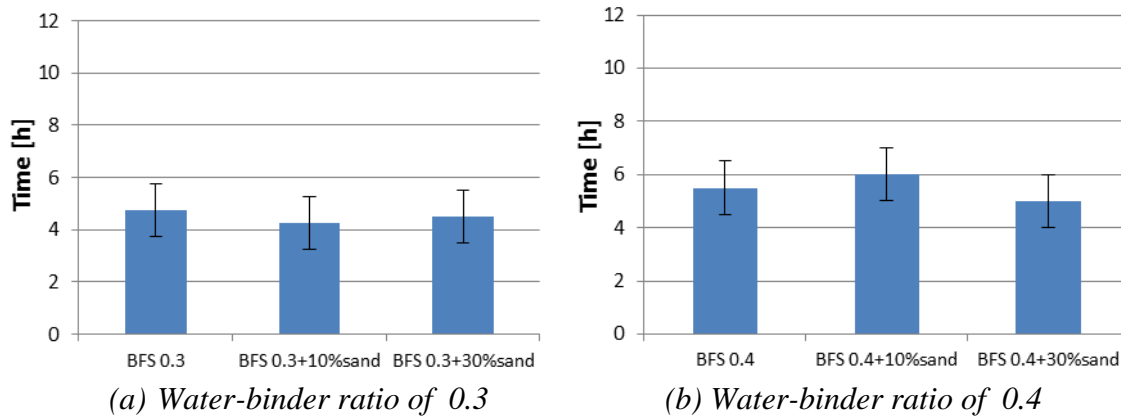 Time [h]
12
10
8
6
4
2
0
BFS 0.3
BFS 0.3+10%sand
BFS 0.3+30%sand
(a) Water-binder ratio of 0.3
Time [h]
12
10
8
6
4
2
0
BFS 0.4
BFS 0.4+10%sand
BFS 0.4+30%sand
(b) Water-binder ratio of 0.4